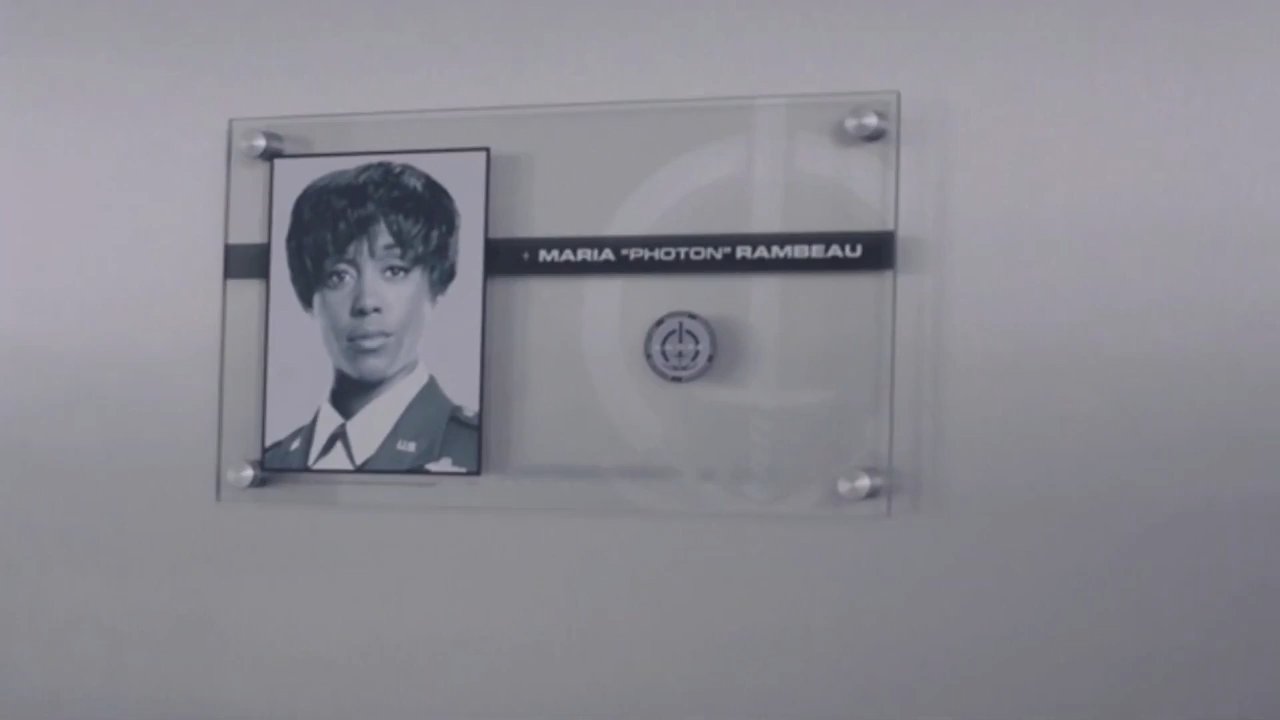 † MARIA "PHOTON" RAMBEAU
U.S.